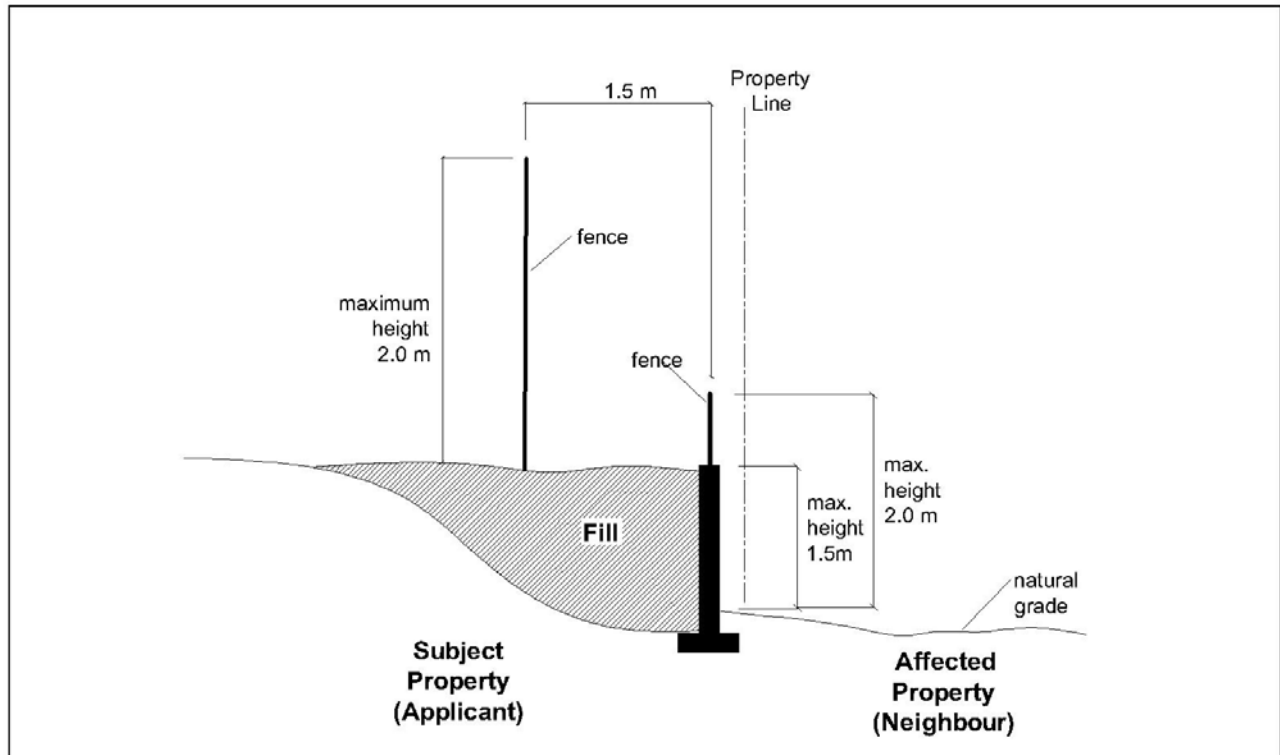 Property
Line
1.5 m
fence
maximum
height
2.0 m
fence
max.
height
2.0 m
max.
height
1.5m
Fill
natural
grade
Subject
Property
(Applicant)
Affected
Property
(Neighbour)